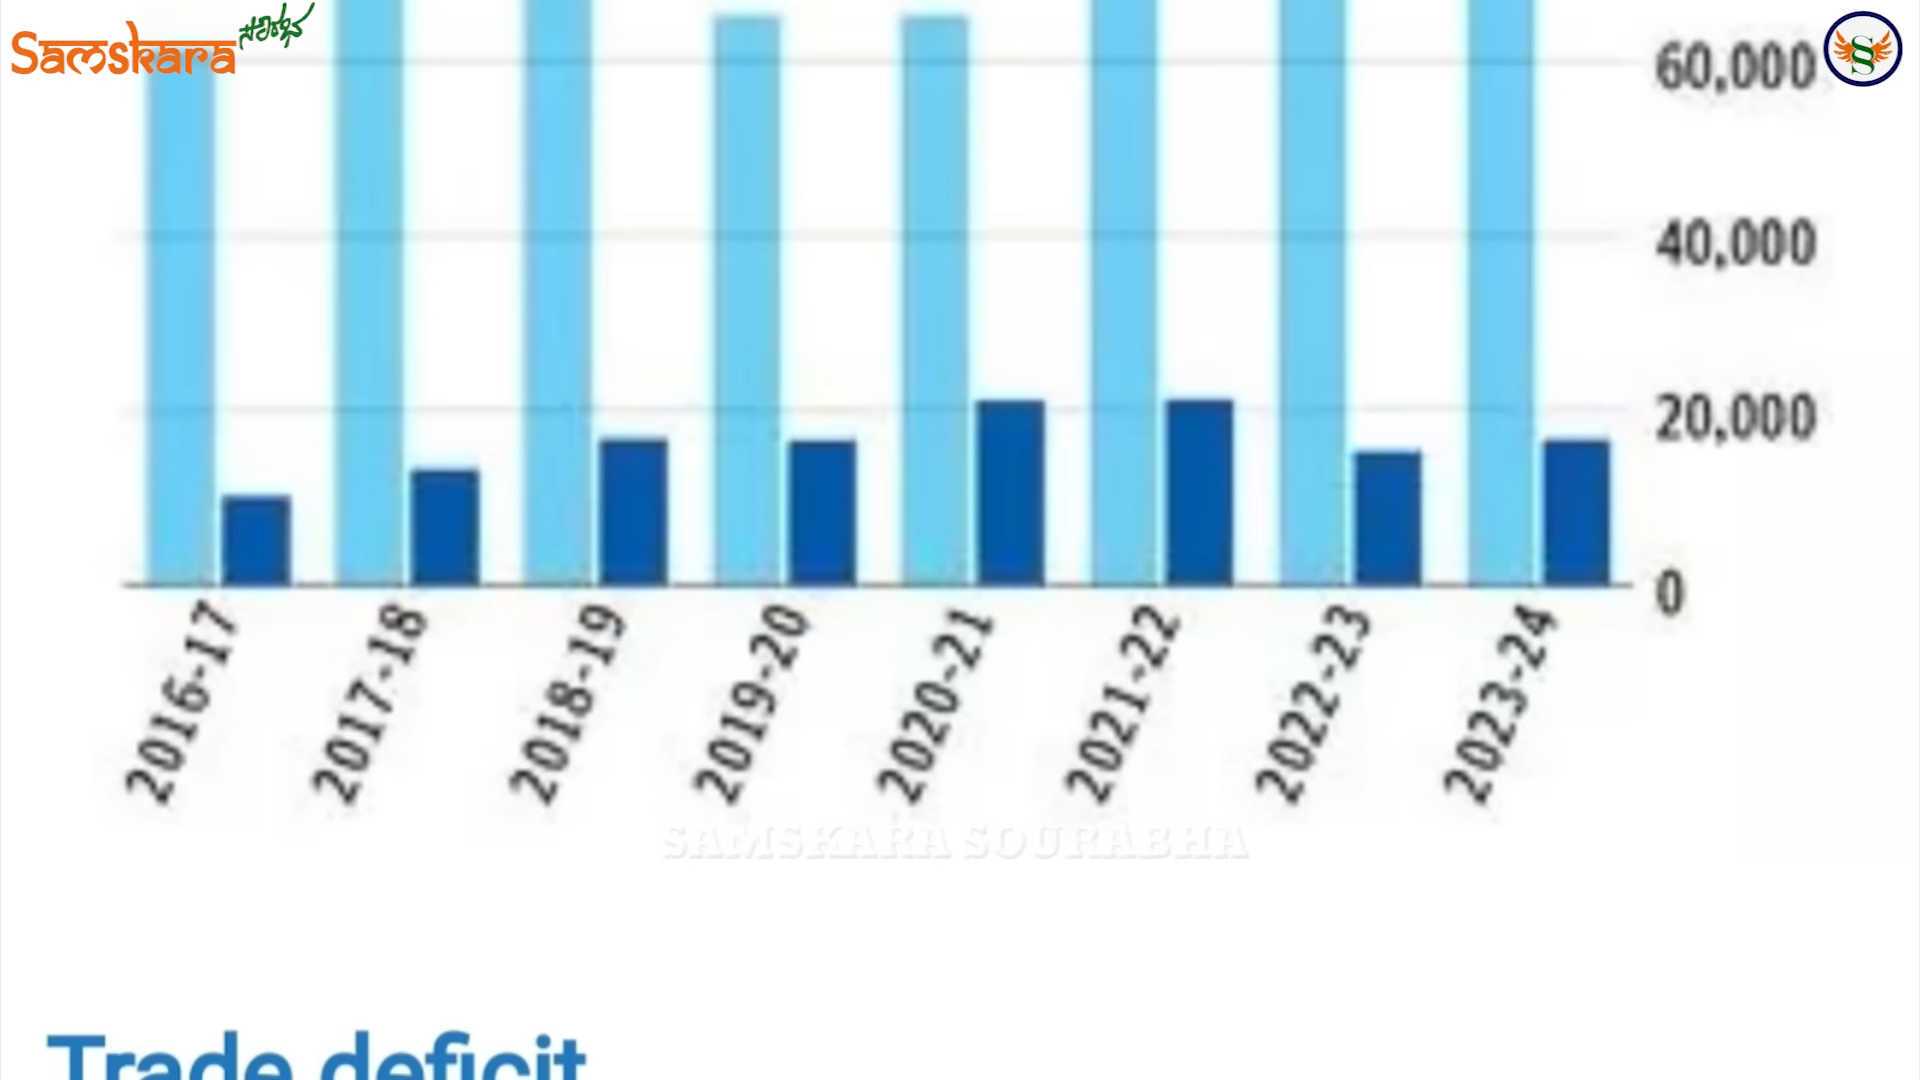 Samskara ಸೌರಭ
60,000
40,000
20,000
0
2016-17 2017-18 2018-19 2019-20 2020-21 2021-22 2022-23 2023-24
SAMSKARA SOURABHA
Trade deficit